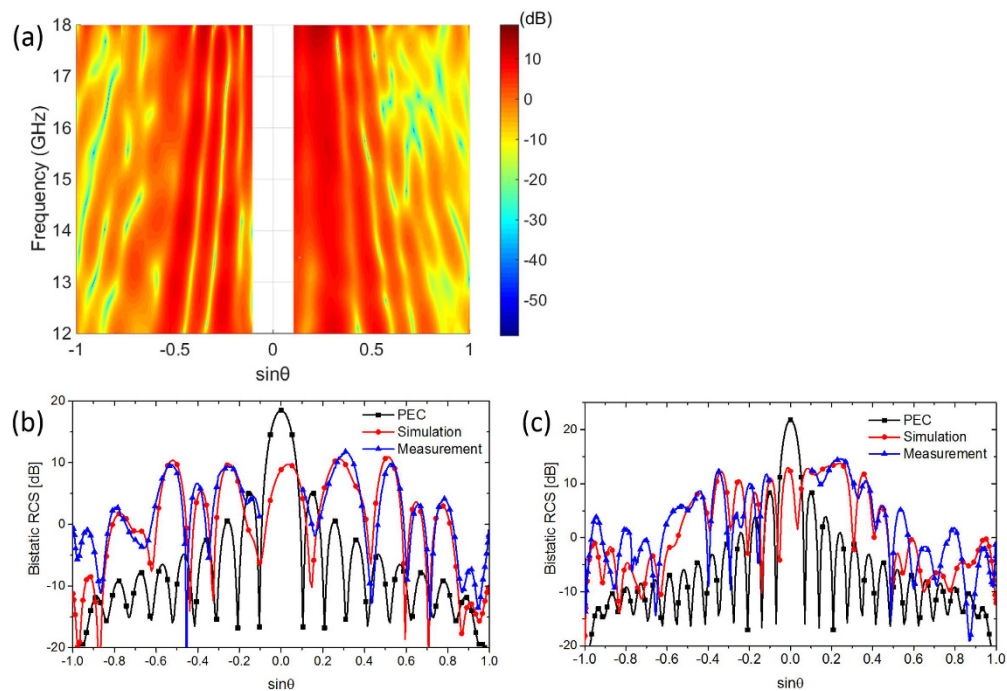 (a)
(dB)
18
17
16
15
14
13
12
Frequency (GHz)
-1
-0.5
0
0.5
1
sinθ
10
0
-10
-20
-30
-40
-50
(b)
20
10
0
-10
-20
Bistatic RCS [dB]
PEC
Simulation
Measurement
-1.0 -0.8 -0.6 -0.4 -0.2 0.0 0.2 0.4 0.6 0.8 1.0
sinθ
(c)
20
10
0
-10
-20
Bistatic RCS [dB]
PEC
Simulation
Measurement
-1.0 -0.8 -0.6 -0.4 -0.2 0.0 0.2 0.4 0.6 0.8 1.0
sinθ